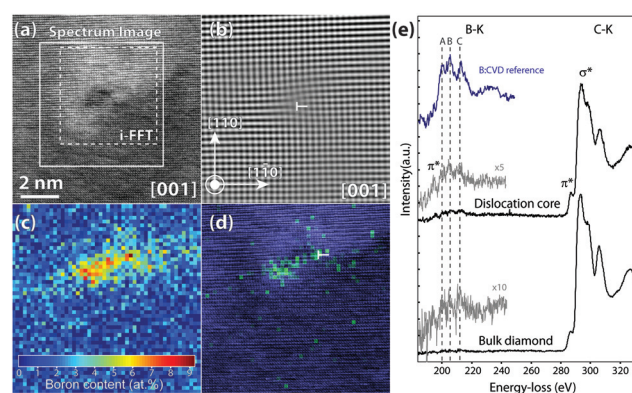 (a)
Spectrum Image
i-FFT
2 nm
[001]
(b)
[110]
[11̅0]
[001]
(c)
0 1 2 3 4 5 6 7 8 9
Boron content (at.%)
(d)
(e)
B-K
C-K
A B C
B:CVD reference
σ*
π*
x5
π*
Dislocation core
x10
Bulk diamond
Intensity(a.u.)
200 220 240 260 280 300 320
Energy-loss (eV)